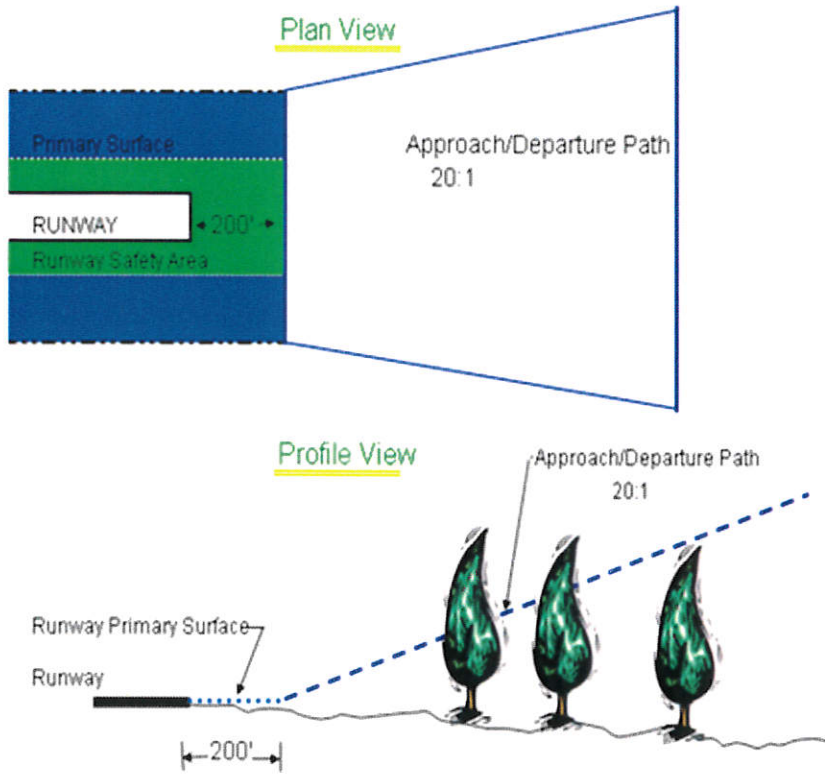 Plan View
Primary Surface
Approach/Departure Path
20:1
RUNWAY
200'
Runway Safety Area
Profile View
Approach/Departure Path
20:1
Runway Primary Surface
Runway
200'